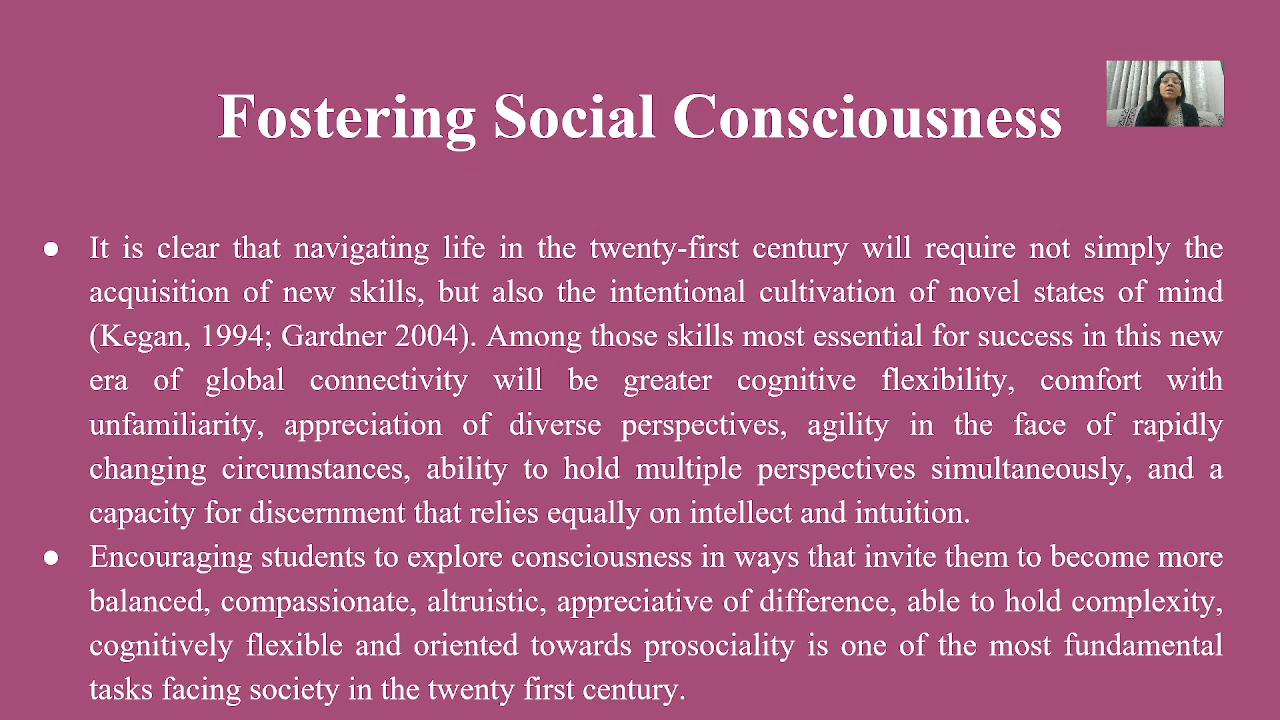 Fostering Social Consciousness
● It is clear that navigating life in the twenty-first century will require not simply the
acquisition of new skills, but also the intentional cultivation of novel states of mind
(Kegan, 1994; Gardner 2004). Among those skills most essential for success in this new
era of global connectivity will be greater cognitive flexibility, comfort with
unfamiliarity, appreciation of diverse perspectives, agility in the face of rapidly
changing circumstances, ability to hold multiple perspectives simultaneously, and a
capacity for discernment that relies equally on intellect and intuition.
● Encouraging students to explore consciousness in ways that invite them to become more
balanced, compassionate, altruistic, appreciative of difference, able to hold complexity,
cognitively flexible and oriented towards prosociality is one of the most fundamental
tasks facing society in the twenty first century.